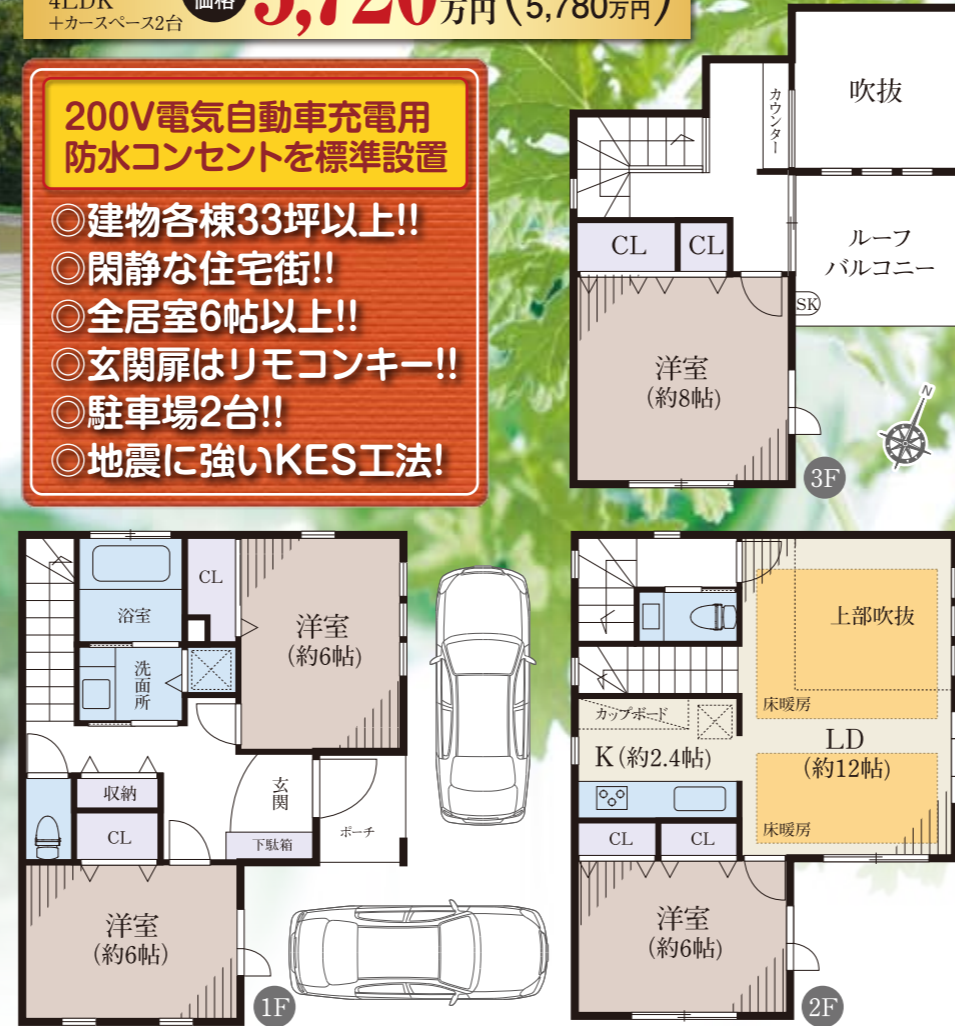 4LDK
+カースペース2台
価格
5,720万円(5,780万円)
200V電気自動車充電用
防水コンセントを標準設置
◎建物各棟33坪以上!!
◎閑静な住宅街!!
◎全居室6帖以上!!
◎玄関扉はリモコンキー!!
◎駐車場2台!!
◎地震に強いKES工法!
吹抜
カウンター
CL
CL
ルーフ
バルコニー
SK
洋室
(約8帖)
N
3F
浴室
CL
洋室
(約6帖)
洗面所
収納
CL
玄関
下駄箱
ポーチ
洋室
(約6帖)
1F
上部吹抜
床暖房
カップボード
K(約2.4帖)
LD
(約12帖)
床暖房
CL
CL
洋室
(約6帖)
2F